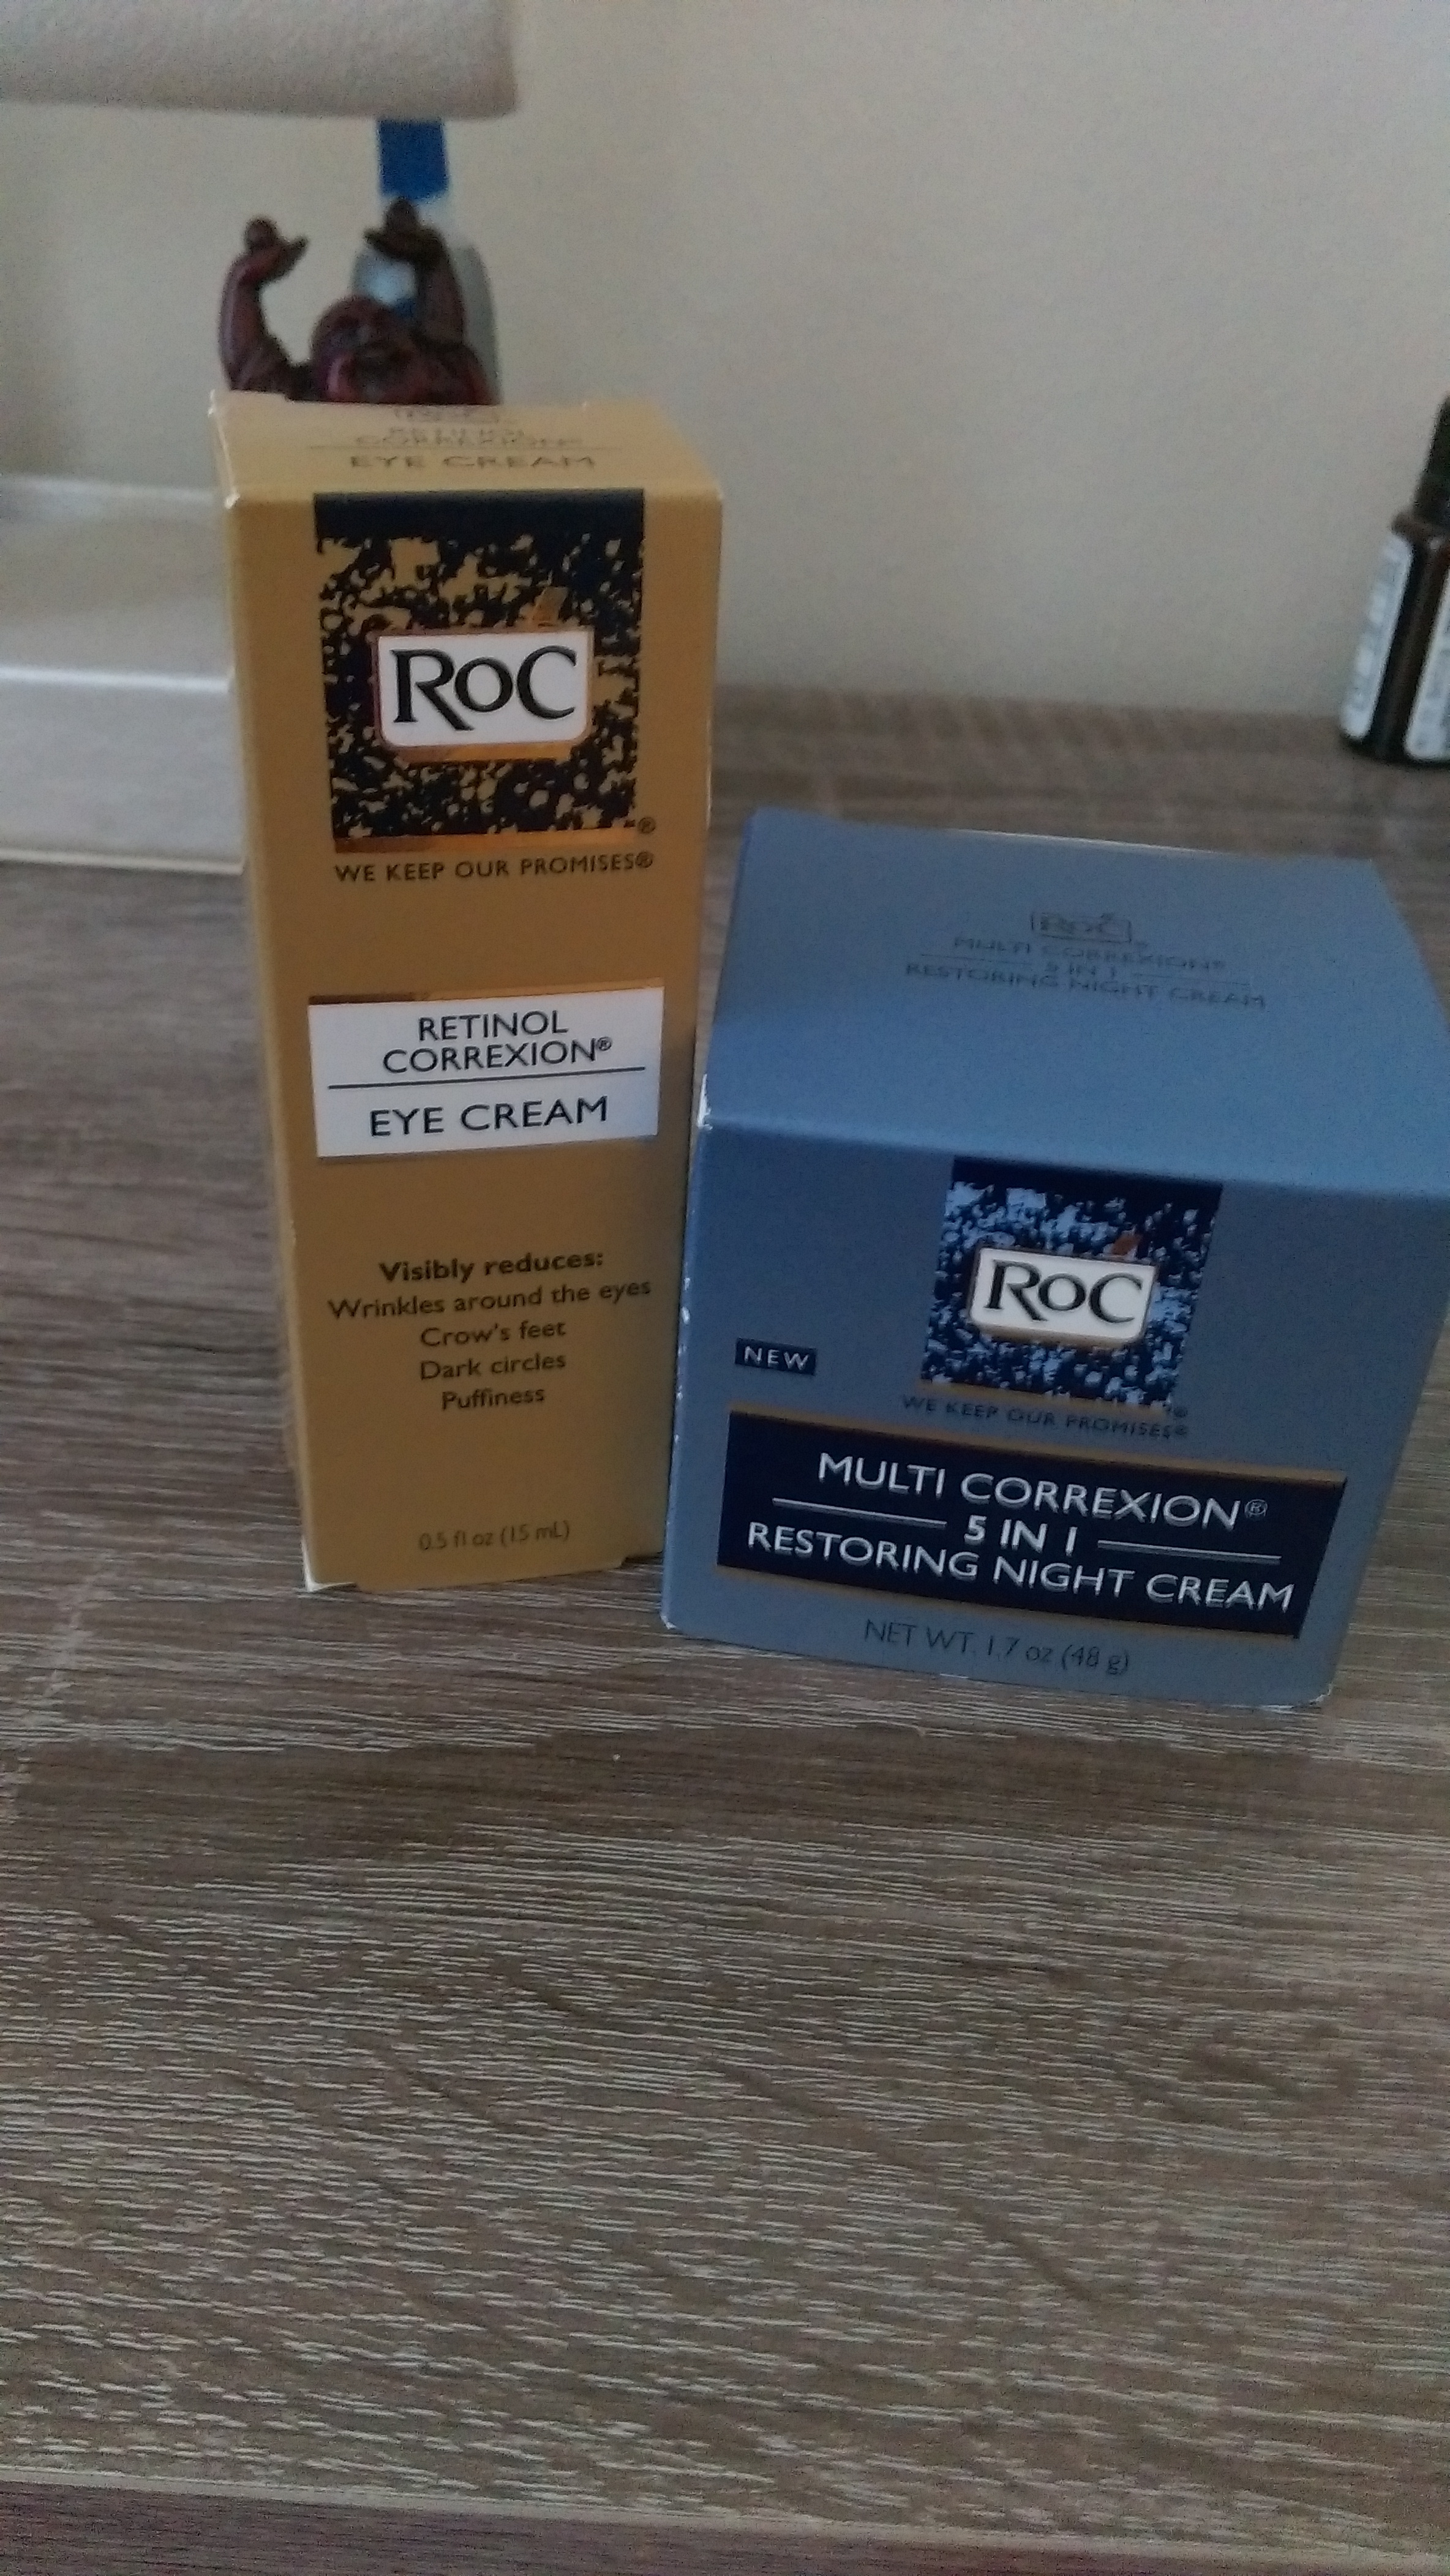 RETINOL
CORREXION®
EYE CREAM
RoC
®
WE KEEP OUR PROMISES®
RETINOL
CORREXION®
EYE CREAM
Visibly reduces:
Wrinkles around the eyes
Crow's feet
Dark circles
Puffiness
0.5 fl oz (15 mL)
RoC®
MULTI CORREXION®
5 IN 1
RESTORING NIGHT CREAM
RoC
®
NEW
WE KEEP OUR PROMISES®
MULTI CORREXION®
5 IN 1
RESTORING NIGHT CREAM
NET WT. 1.7 oz (48 g)